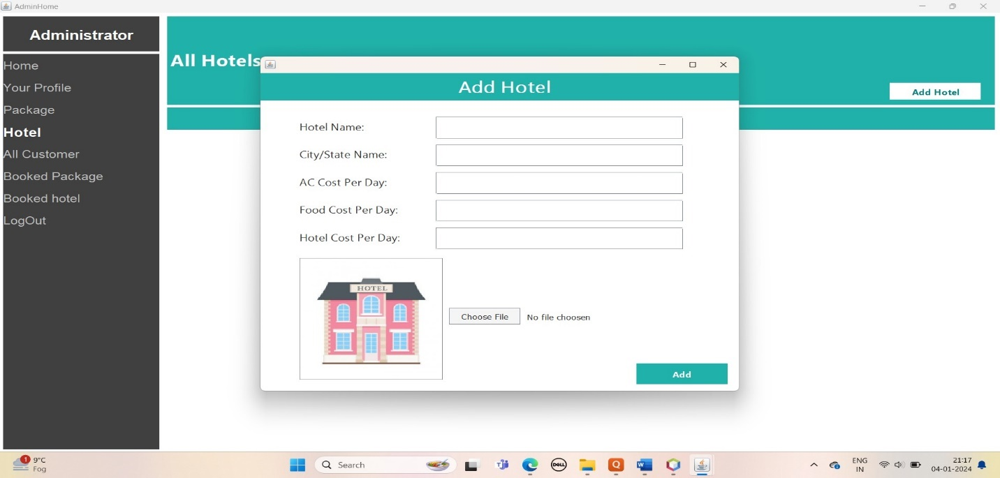 AdminHome
Administrator
Home
Your Profile
Package
Hotel
All Customer
Booked Package
Booked hotel
LogOut
All Hotels
Add Hotel
Add Hotel
Hotel Name:
City/State Name:
AC Cost Per Day:
Food Cost Per Day:
Hotel Cost Per Day:
HOTEL
Choose File No file choosen
Add
1
9°C
Fog
Search
DELL
ENG
IN
21:17
04-01-2024